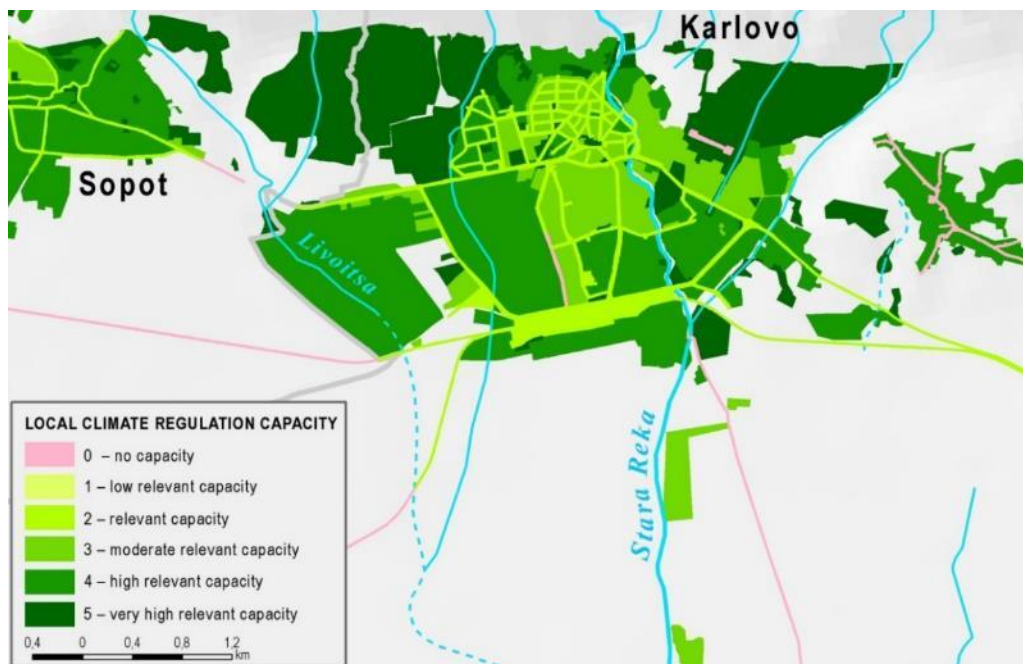 Karlovo
Sopot
Livoitsa
Stara Reka
LOCAL CLIMATE REGULATION CAPACITY
0 – no capacity
1 – low relevant capacity
2 – relevant capacity
3 – moderate relevant capacity
4 – high relevant capacity
5 – very high relevant capacity
0,4 0 0,4 0,8 1,2
km